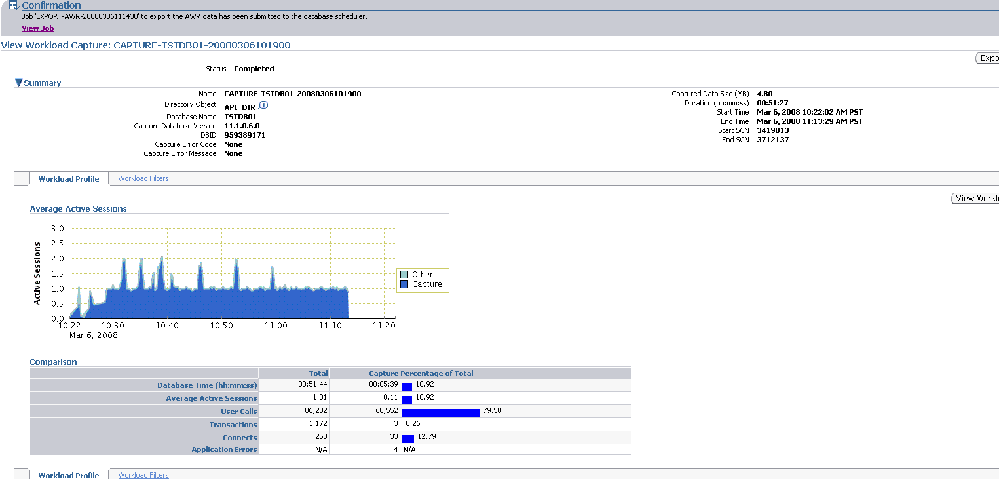 Confirmation
Job 'EXPORT-AWR-20080306111430' to export the AWR data has been submitted to the database scheduler.
View Job
View Workload Capture: CAPTURE-TSTDB01-20080306101900
Expo
Status Completed
Summary
Name CAPTURE-TSTDB01-20080306101900
Directory Object API_DIR
Database Name TSTDB01
Capture Database Version 11.1.0.6.0
DBID 959389171
Capture Error Code None
Capture Error Message None
Captured Data Size (MB) 4.80
Duration (hh:mm:ss) 00:51:27
Start Time Mar 6, 2008 10:22:02 AM PST
End Time Mar 6, 2008 11:13:29 AM PST
Start SCN 3419013
End SCN 3712137
Workload Profile Workload Filters
View Workl
Average Active Sessions
Active Sessions
3.0
2.5
2.0
1.5
1.0
0.5
0.0
10:22 10:30 10:40 10:50 11:00 11:10 11:20
Mar 6, 2008
Others
Capture
Comparison
Total Capture Percentage of Total
Database Time (hh:mm:ss) 00:51:44 00:05:39 10.92
Average Active Sessions 1.01 0.11 10.92
User Calls 86,232 68,552 79.50
Transactions 1,172 3 0.26
Connects 258 33 12.79
Application Errors N/A 4 N/A
Workload Profile Workload Filters